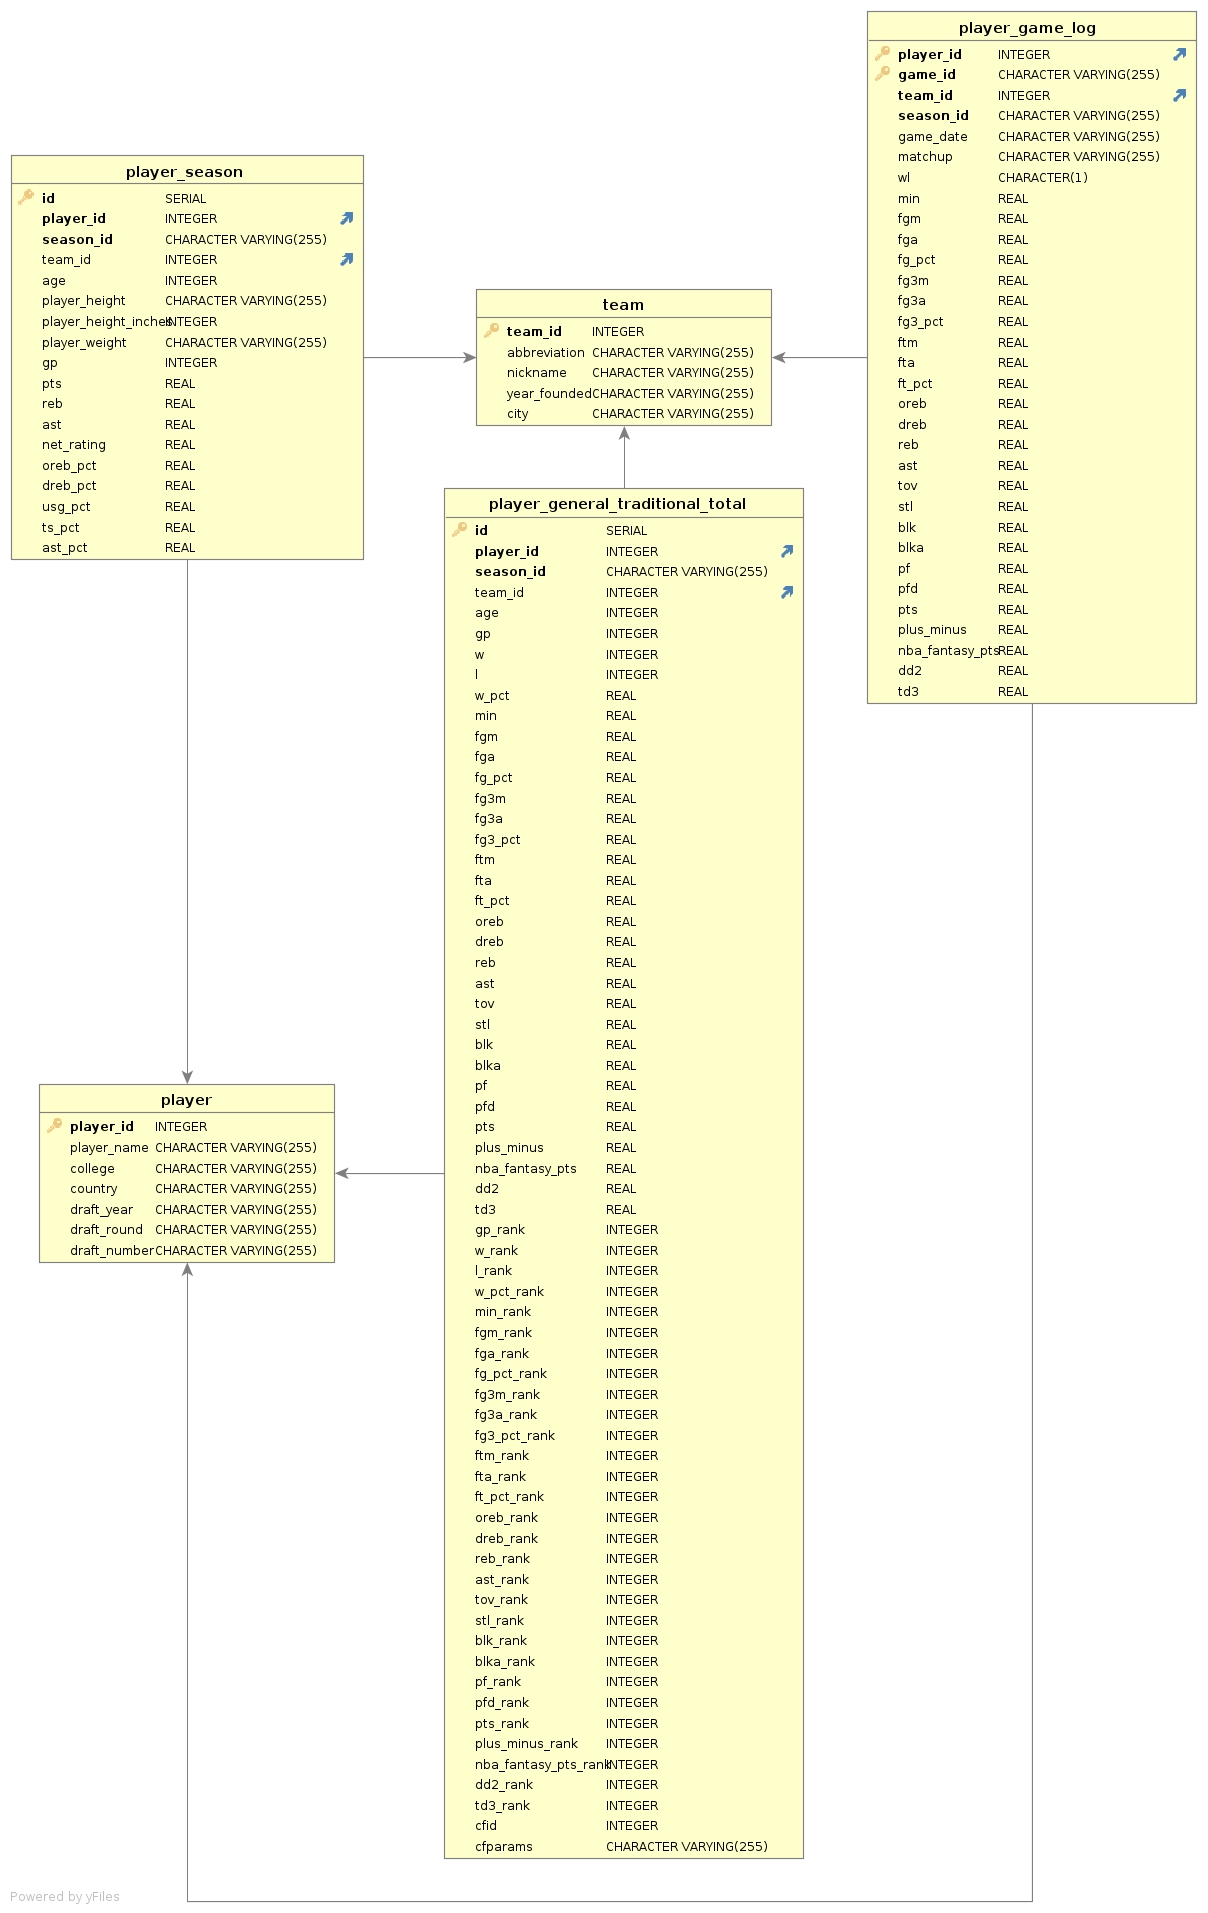 player_game_log
player_id INTEGER
game_id CHARACTER VARYING(255)
team_id INTEGER
season_id CHARACTER VARYING(255)
game_date CHARACTER VARYING(255)
matchup CHARACTER VARYING(255)
wl CHARACTER(1)
min REAL
fgm REAL
fga REAL
fg_pct REAL
fg3m REAL
fg3a REAL
fg3_pct REAL
ftm REAL
fta REAL
ft_pct REAL
oreb REAL
dreb REAL
reb REAL
ast REAL
tov REAL
stl REAL
blk REAL
blka REAL
pf REAL
pfd REAL
pts REAL
plus_minus REAL
nba_fantasy_pts REAL
dd2 REAL
td3 REAL
player_season
id SERIAL
player_id INTEGER
season_id CHARACTER VARYING(255)
team_id INTEGER
age INTEGER
player_height CHARACTER VARYING(255)
player_height_inches INTEGER
player_weight CHARACTER VARYING(255)
gp INTEGER
pts REAL
reb REAL
ast REAL
net_rating REAL
oreb_pct REAL
dreb_pct REAL
usg_pct REAL
ts_pct REAL
ast_pct REAL
team
team_id INTEGER
abbreviation CHARACTER VARYING(255)
nickname CHARACTER VARYING(255)
year_founded CHARACTER VARYING(255)
city CHARACTER VARYING(255)
player_general_traditional_total
id SERIAL
player_id INTEGER
season_id CHARACTER VARYING(255)
team_id INTEGER
age INTEGER
gp INTEGER
w INTEGER
l INTEGER
w_pct REAL
min REAL
fgm REAL
fga REAL
fg_pct REAL
fg3m REAL
fg3a REAL
fg3_pct REAL
ftm REAL
fta REAL
ft_pct REAL
oreb REAL
dreb REAL
reb REAL
ast REAL
tov REAL
stl REAL
blk REAL
blka REAL
pf REAL
pfd REAL
pts REAL
plus_minus REAL
nba_fantasy_pts REAL
dd2 REAL
td3 REAL
gp_rank INTEGER
w_rank INTEGER
l_rank INTEGER
w_pct_rank INTEGER
min_rank INTEGER
fgm_rank INTEGER
fga_rank INTEGER
fg_pct_rank INTEGER
fg3m_rank INTEGER
fg3a_rank INTEGER
fg3_pct_rank INTEGER
ftm_rank INTEGER
fta_rank INTEGER
ft_pct_rank INTEGER
oreb_rank INTEGER
dreb_rank INTEGER
reb_rank INTEGER
ast_rank INTEGER
tov_rank INTEGER
stl_rank INTEGER
blk_rank INTEGER
blka_rank INTEGER
pf_rank INTEGER
pfd_rank INTEGER
pts_rank INTEGER
plus_minus_rank INTEGER
nba_fantasy_pts_rank INTEGER
dd2_rank INTEGER
td3_rank INTEGER
cfid INTEGER
cfparams CHARACTER VARYING(255)
player
player_id INTEGER
player_name CHARACTER VARYING(255)
college CHARACTER VARYING(255)
country CHARACTER VARYING(255)
draft_year CHARACTER VARYING(255)
draft_round CHARACTER VARYING(255)
draft_number CHARACTER VARYING(255)
Powered by yFiles